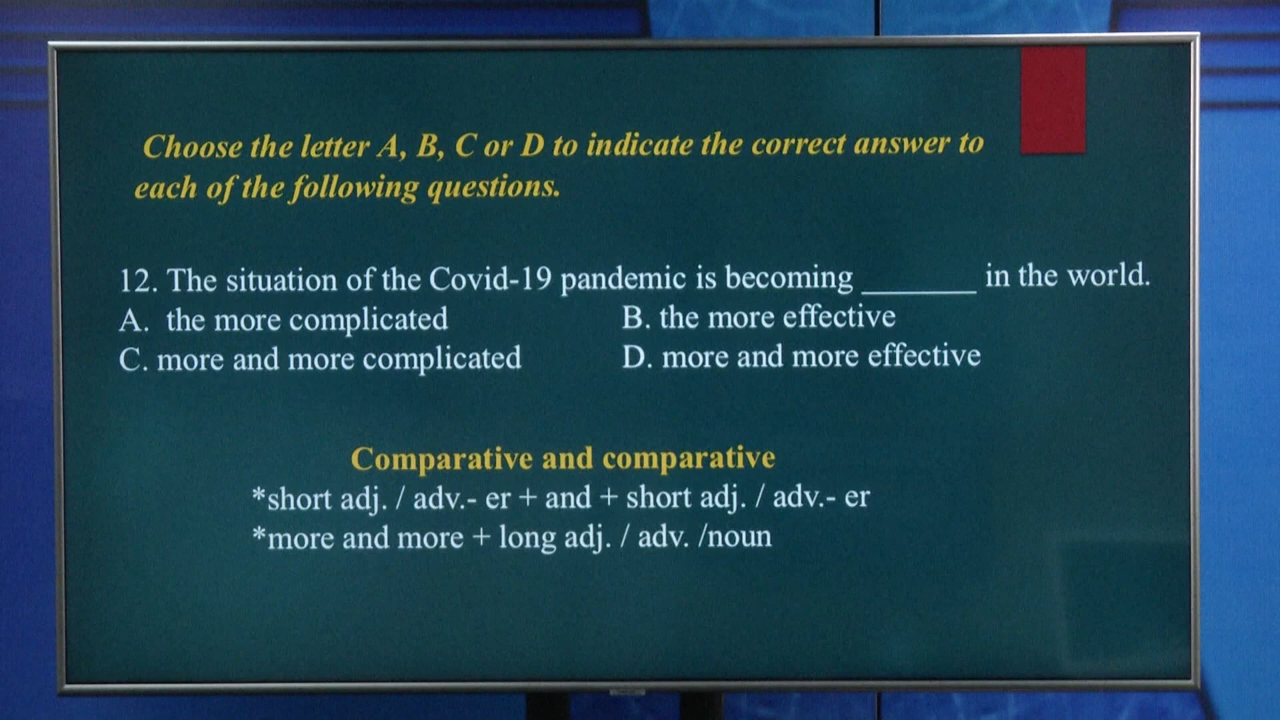 Choose the letter A, B, C or D to indicate the correct answer to
each of the following questions.
12. The situation of the Covid-19 pandemic is becoming _______ in the world.
A. the more complicated B. the more effective
C. more and more complicated D. more and more effective
Comparative and comparative
*short adj. / adv.- er + and + short adj. / adv.- er
*more and more + long adj. / adv. /noun